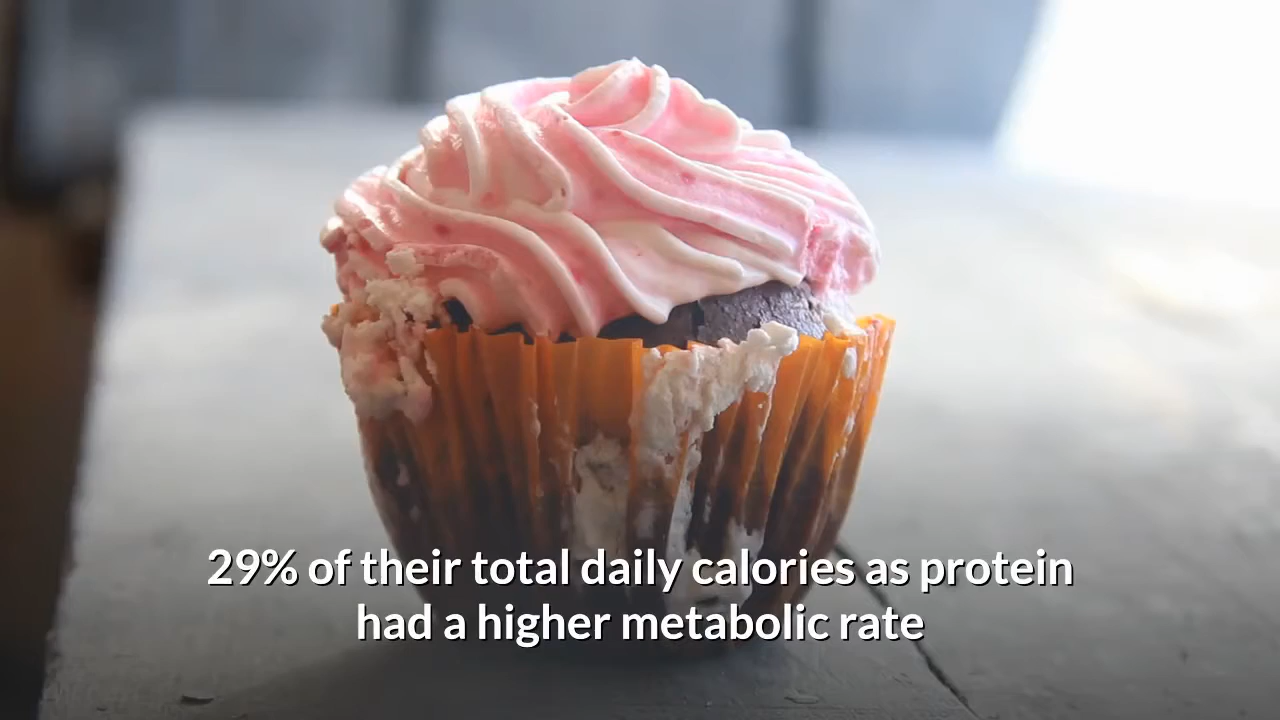 29% of their total daily calories as protein
had a higher metabolic rate